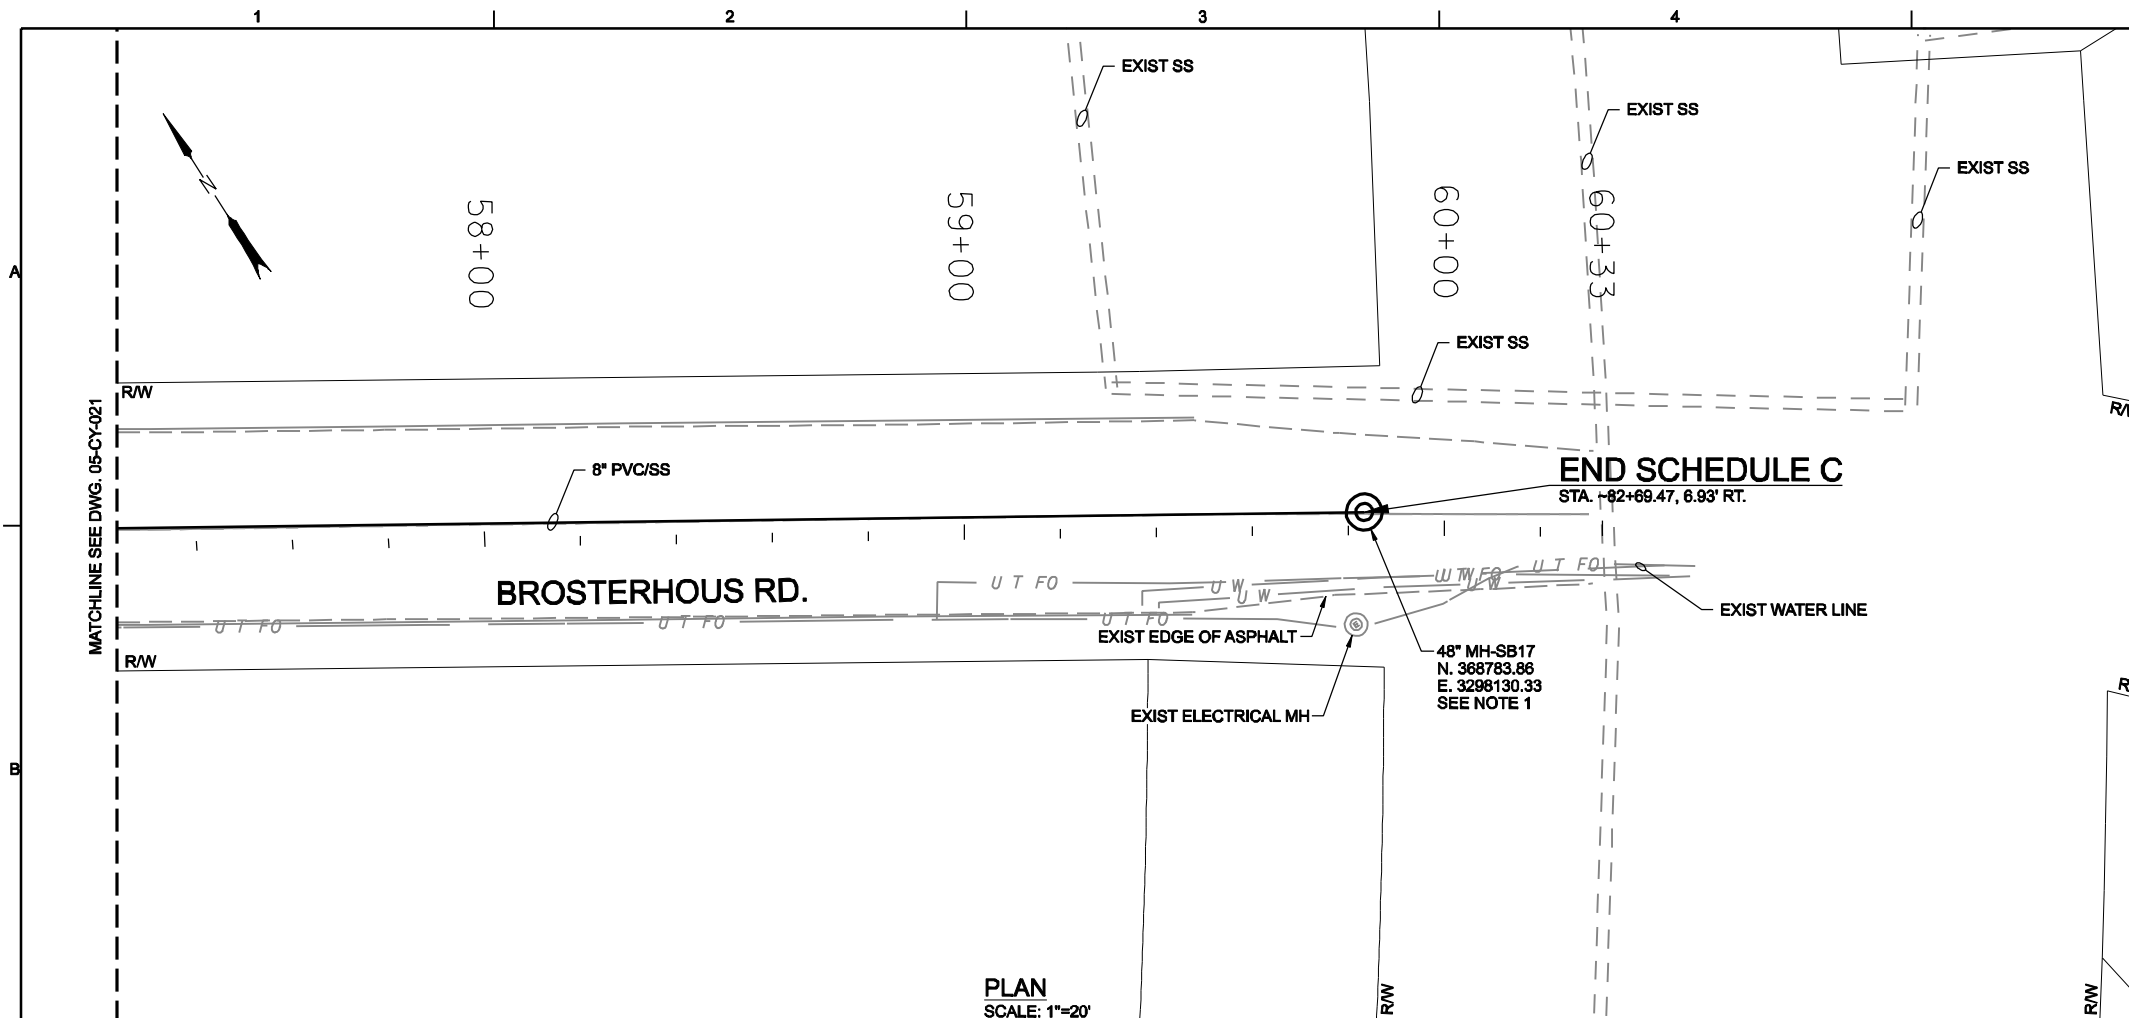 1 2 3 4
EXIST SS
EXIST SS
EXIST SS
N
58+00
59+00
60+00
60+33
A
EXIST SS
R/W
MATCHLINE SEE DWG. 05-CY-021
8" PVC/SS
END SCHEDULE C
STA. ~82+69.47, 6.93' RT.
BROSTERHOUS RD.
U T FO
U W
U W
U T FO
U W
U T FO
U T FO
U T FO
U T FO
EXIST WATER LINE
EXIST EDGE OF ASPHALT
R/W
48" MH-SB17
N. 368783.86
E. 3298130.33
SEE NOTE 1
EXIST ELECTRICAL MH
B
PLAN
SCALE: 1"=20'
R/W
R/W